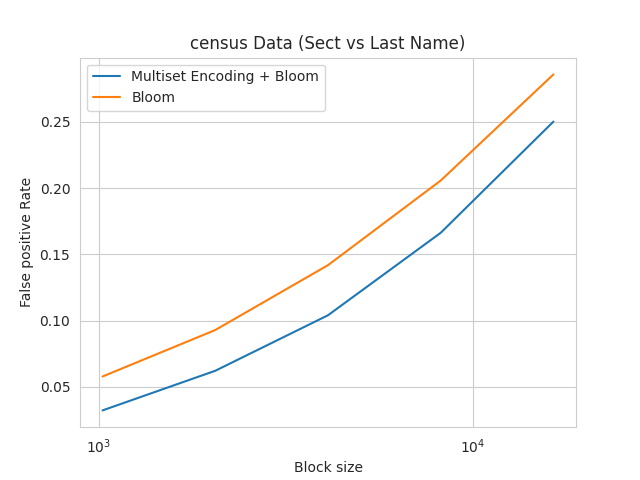 census Data (Sect vs Last Name)
Multiset Encoding + Bloom
Bloom
False positive Rate
0.25
0.20
0.15
0.10
0.05
10³
10⁴
Block size